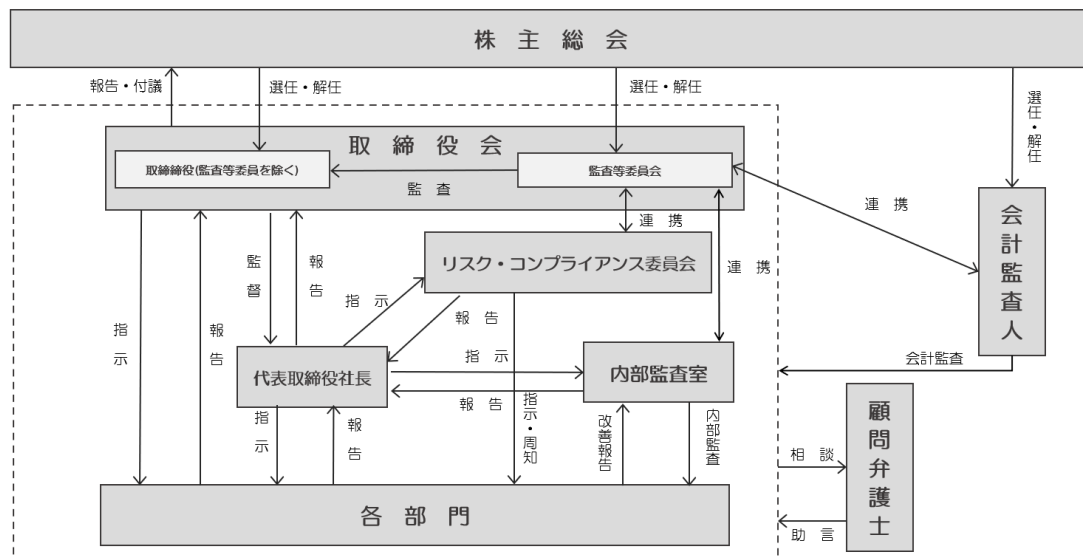 株主総会
報告・付議
選任・解任
選任・解任
選任・解任
取締役会
取締締役(監査等委員を除く)
監査等委員会
監査
連携
連携
連携
会計監査人
リスク・コンプライアンス委員会
監督
報告
指示
報告
指示
報告
指示
代表取締役社長
内部監査室
報告
会計監査
指示
報告
指示・周知
改善報告
内部監査
顧問弁護士
相談
助言
各部門